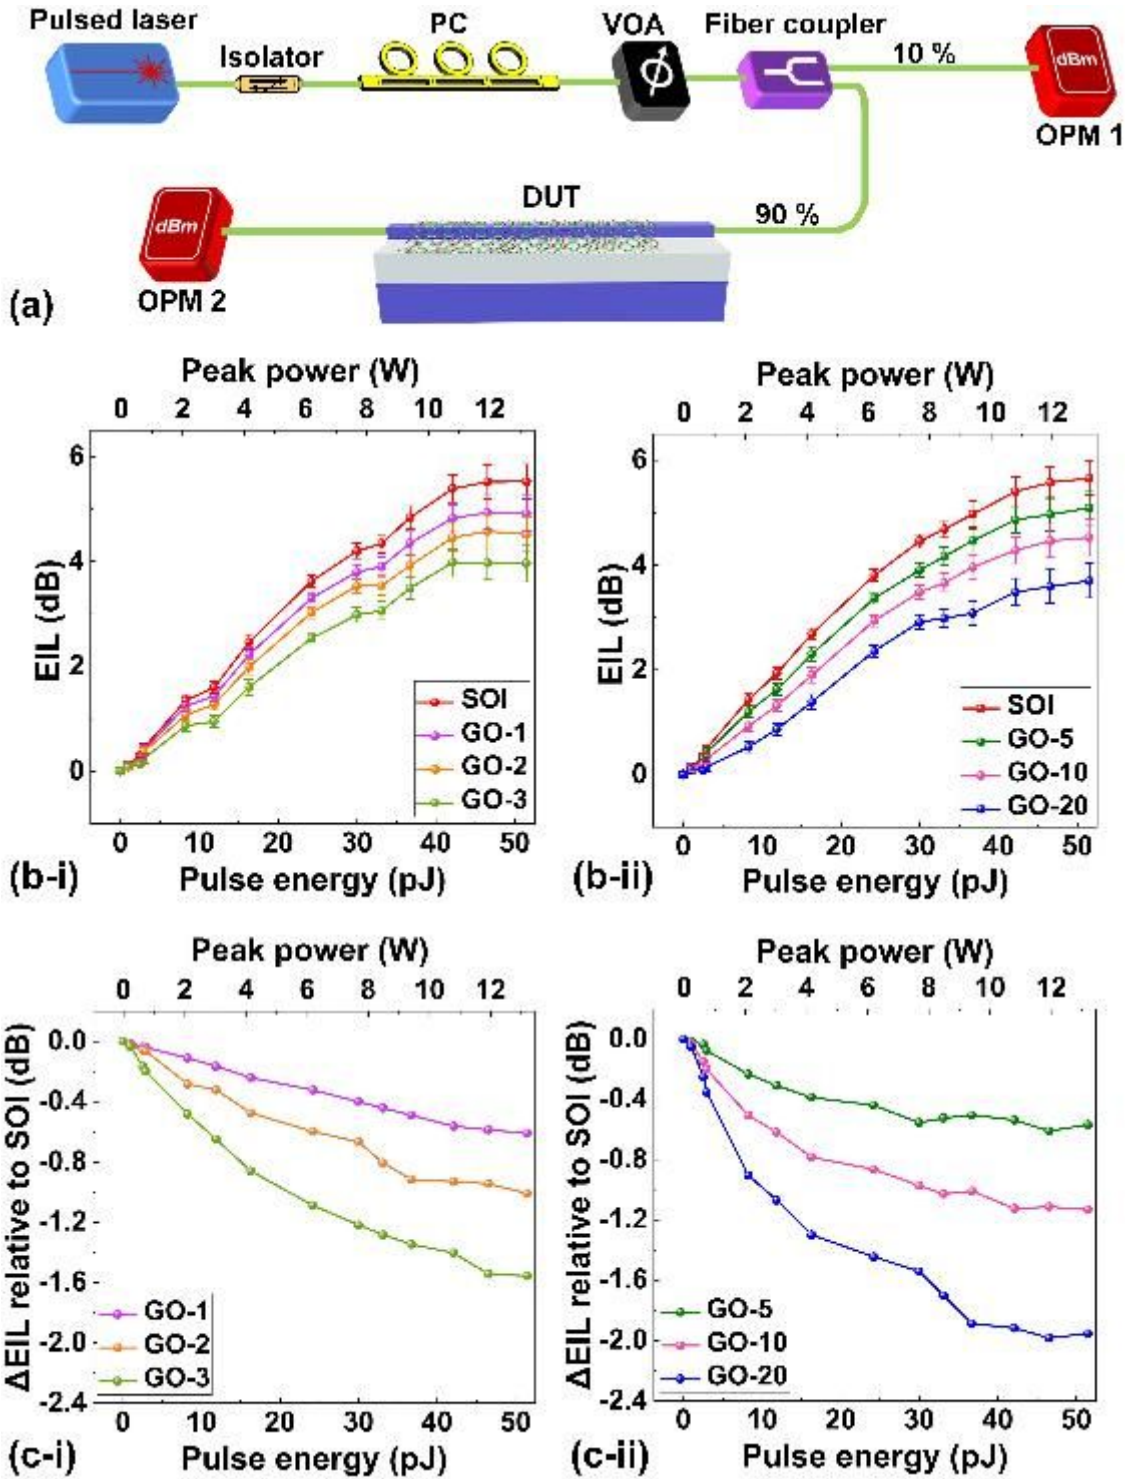 Pulsed laser
Isolator
PC
VOA
Fiber coupler
10 %
dBm
OPM 1
dBm
OPM 2
DUT
90 %
(a)
Peak power (W)
0 2 4 6 8 10 12
EIL (dB)
6
4
2
0
SOI
GO-1
GO-2
GO-3
0 10 20 30 40 50
Pulse energy (pJ)
(b-i)
Peak power (W)
0 2 4 6 8 10 12
EIL (dB)
6
4
2
0
SOI
GO-5
GO-10
GO-20
0 10 20 30 40 50
Pulse energy (pJ)
(b-ii)
Peak power (W)
0 2 4 6 8 10 12
ΔEIL relative to SOI (dB)
0.0
-0.4
-0.8
-1.2
-1.6
-2.0
-2.4
GO-1
GO-2
GO-3
0 10 20 30 40 50
Pulse energy (pJ)
(c-i)
Peak power (W)
0 2 4 6 8 10 12
ΔEIL relative to SOI (dB)
0.0
-0.4
-0.8
-1.2
-1.6
-2.0
-2.4
GO-5
GO-10
GO-20
0 10 20 30 40 50
Pulse energy (pJ)
(c-ii)